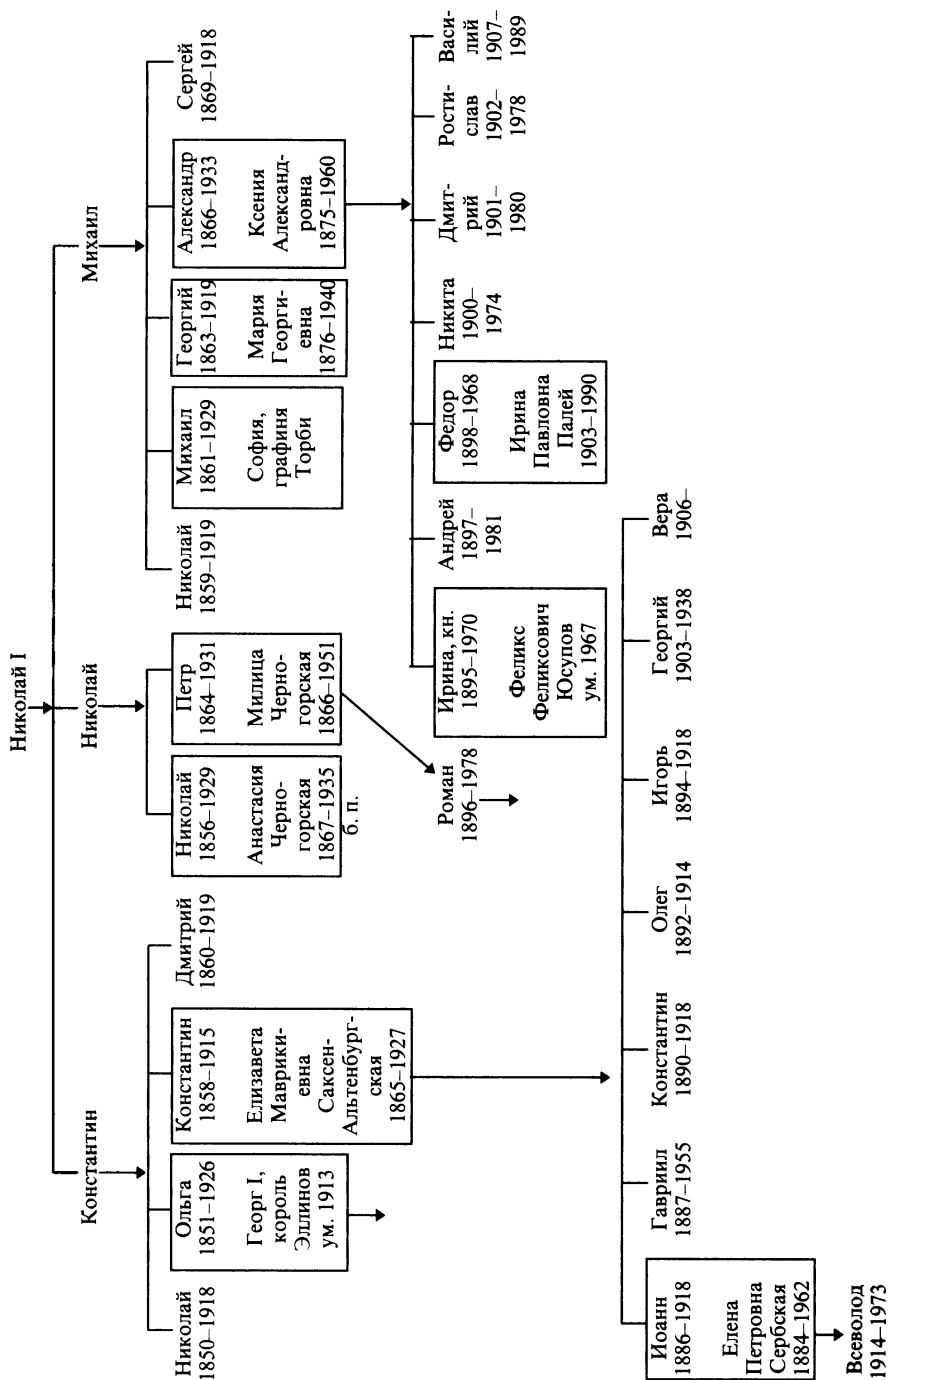 Николай I
Константин
Николай
Михаил
Николай
1850–1918
Ольга
1851–1926
Георг I,
король
Эллинов
ум. 1913
Константин
1858–1915
Елизавета
Маврики-
евна
Саксен-
Альтенбург-
ская
1865–1927
Дмитрий
1860–1919
Николай
1856–1929
Анастасия
Черно-
горская
1867–1935
б. п.
Петр
1864–1931
Милица
Черно-
горская
1866–1951
Николай
1859–1919
Михаил
1861–1929
София,
графиня
Торби
Георгий
1863–1919
Мария
Георги-
евна
1876–1940
Александр
1866–1933
Ксения
Александ-
ровна
1875–1960
Сергей
1869–1918
Роман
1896–1978
Ирина, кн.
1895–1970
Феликс
Феликсович
Юсупов
ум. 1967
Андрей
1897–
1981
Федор
1898–1968
Ирина
Павловна
Палей
1903–1990
Никита
1900–
1974
Дмит-
рий
1901–
1980
Рости-
слав
1902–
1978
Васи-
лий
1907–
1989
Иоанн
1886–1918
Елена
Петровна
Сербская
1884–1962
Гавриил
1887–1955
Константин
1890–1918
Олег
1892–1914
Игорь
1894–1918
Георгий
1903–1938
Вера
1906–
Всеволод
1914–1973